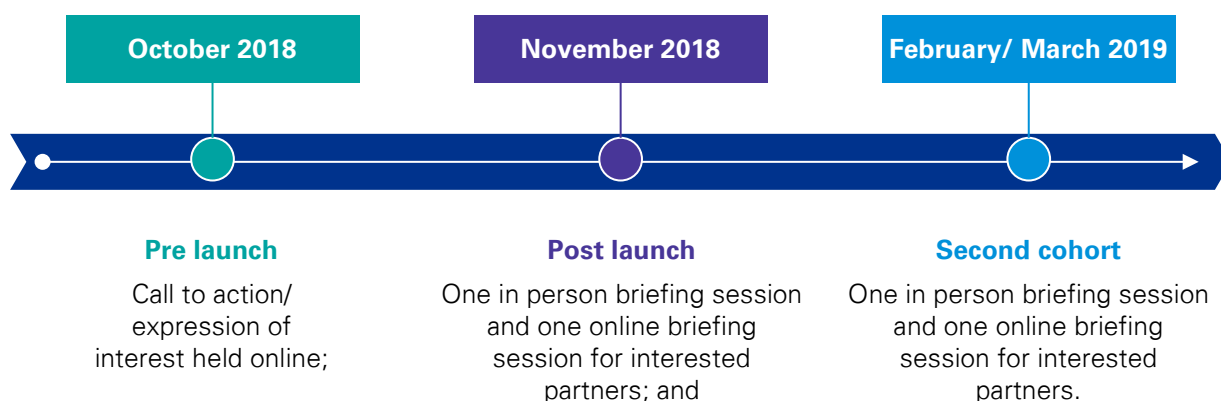 October 2018
November 2018
February/ March 2019
Pre launch
Call to action/
expression of
interest held online;
Post launch
One in person briefing session
and one online briefing
session for interested
partners; and
Second cohort
One in person briefing session
and one online briefing
session for interested
partners.